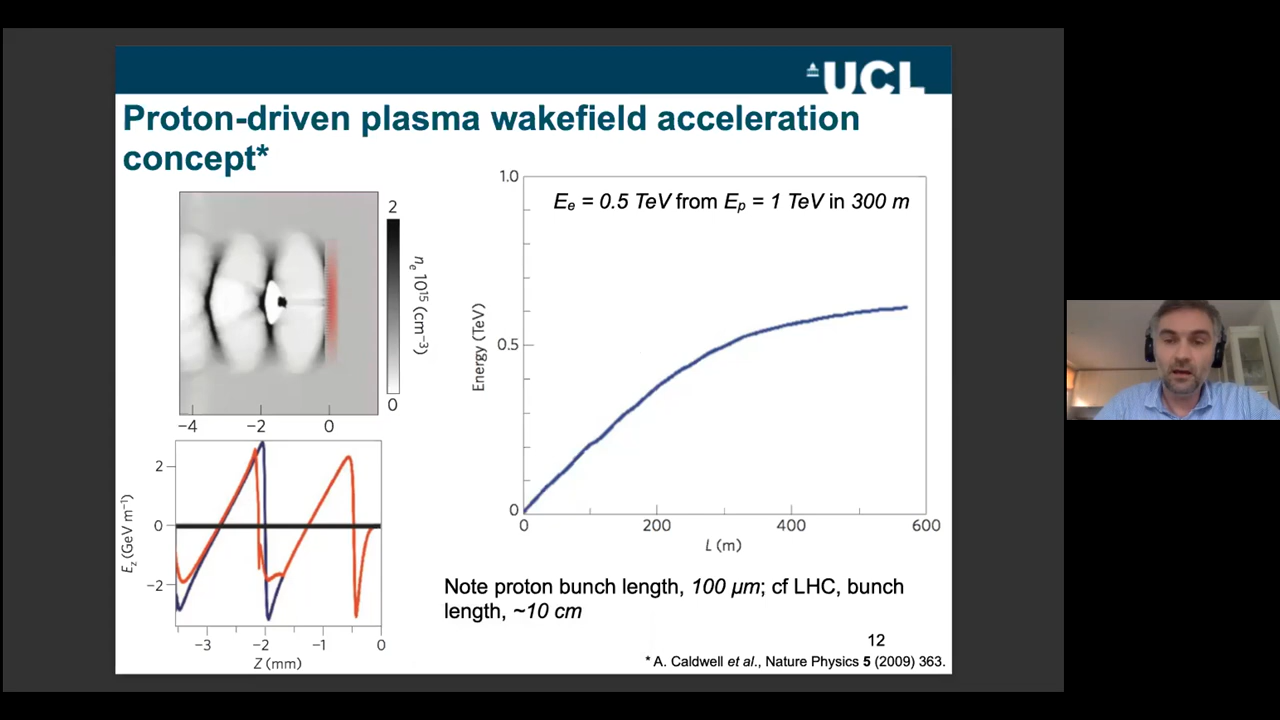 UCL
Proton-driven plasma wakefield acceleration
concept*
2
nₑ 10¹⁵ (cm⁻³)
0
−4
−2
0
2
0
−2
E_z (GeV m⁻¹)
−3
−2
−1
0
Z (mm)
1.0
Eₑ = 0.5 TeV from Eₚ = 1 TeV in 300 m
0.5
0
Energy (TeV)
0
200
400
600
L (m)
Note proton bunch length, 100 µm; cf LHC, bunch
length, ~10 cm
12
* A. Caldwell et al., Nature Physics 5 (2009) 363.